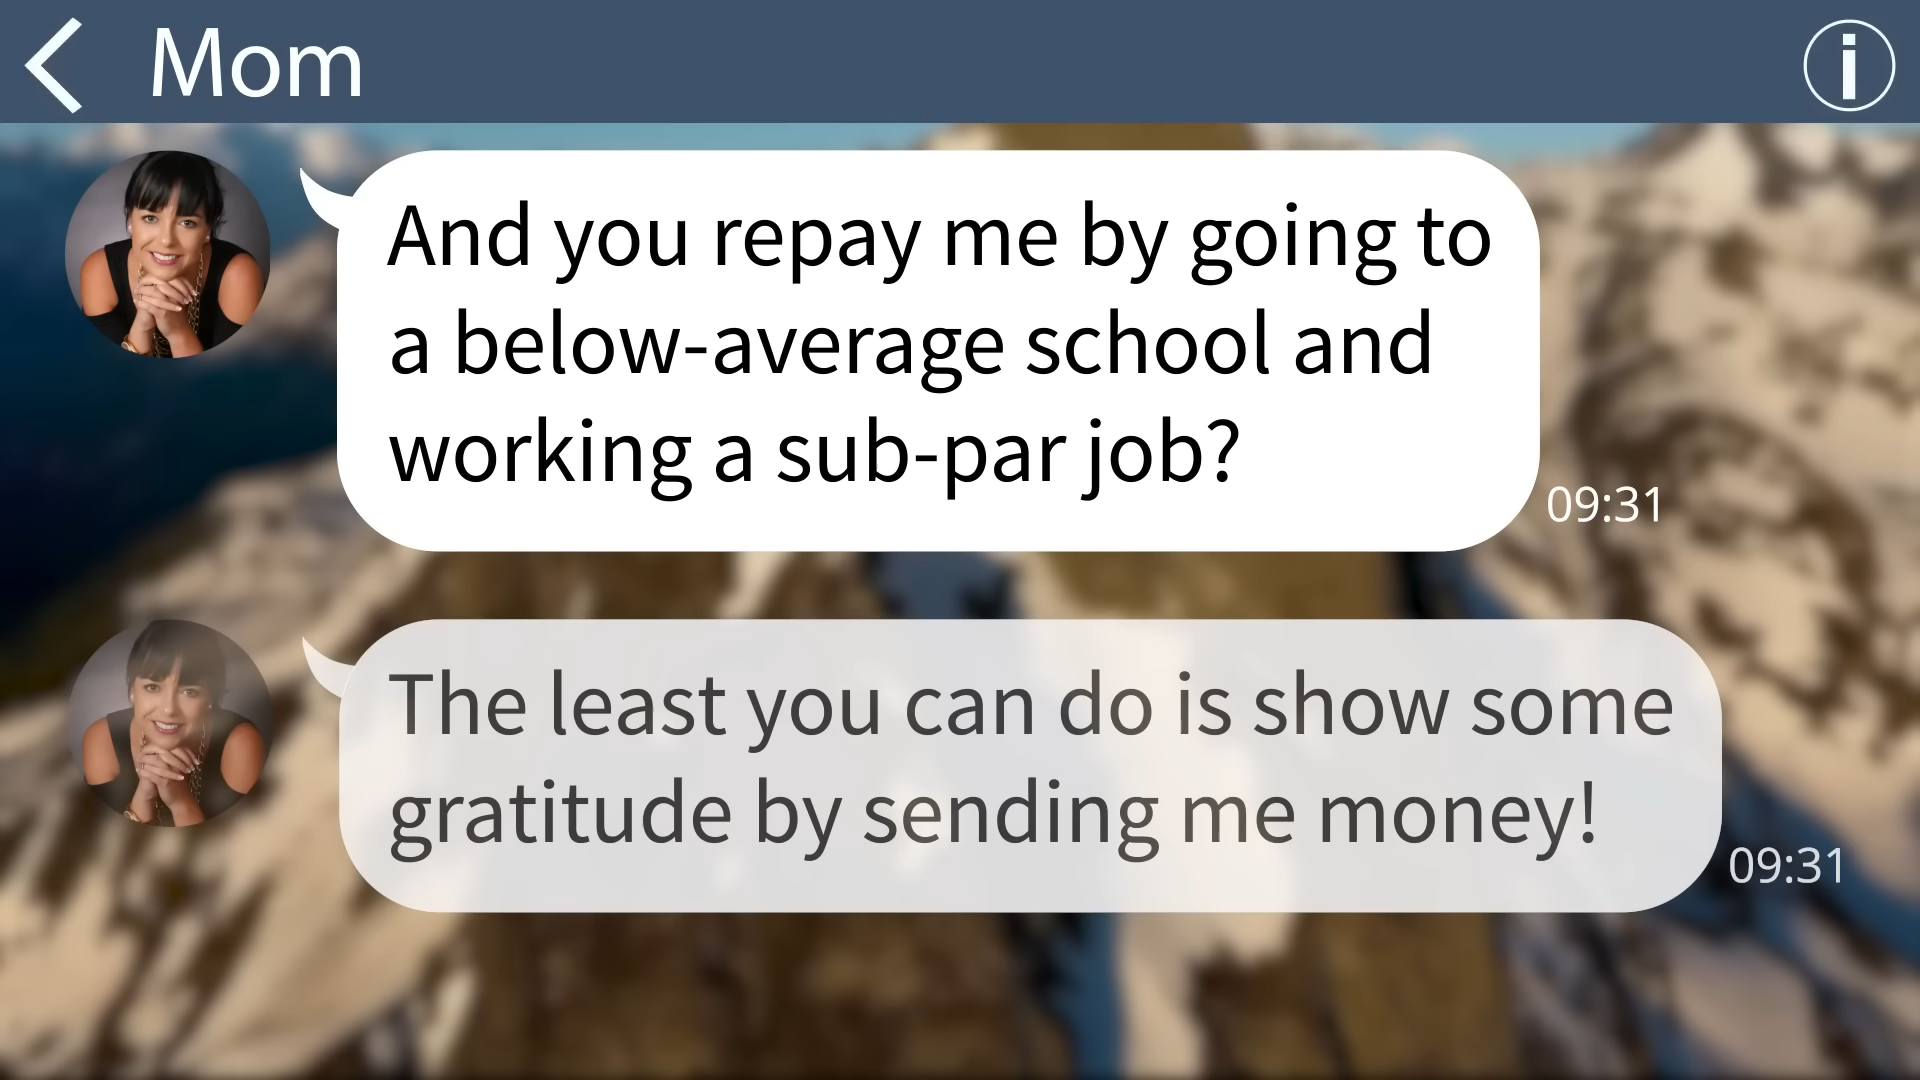 Mom
And you repay me by going to
a below-average school and
working a sub-par job?
09:31
The least you can do is show some
gratitude by sending me money!
09:31